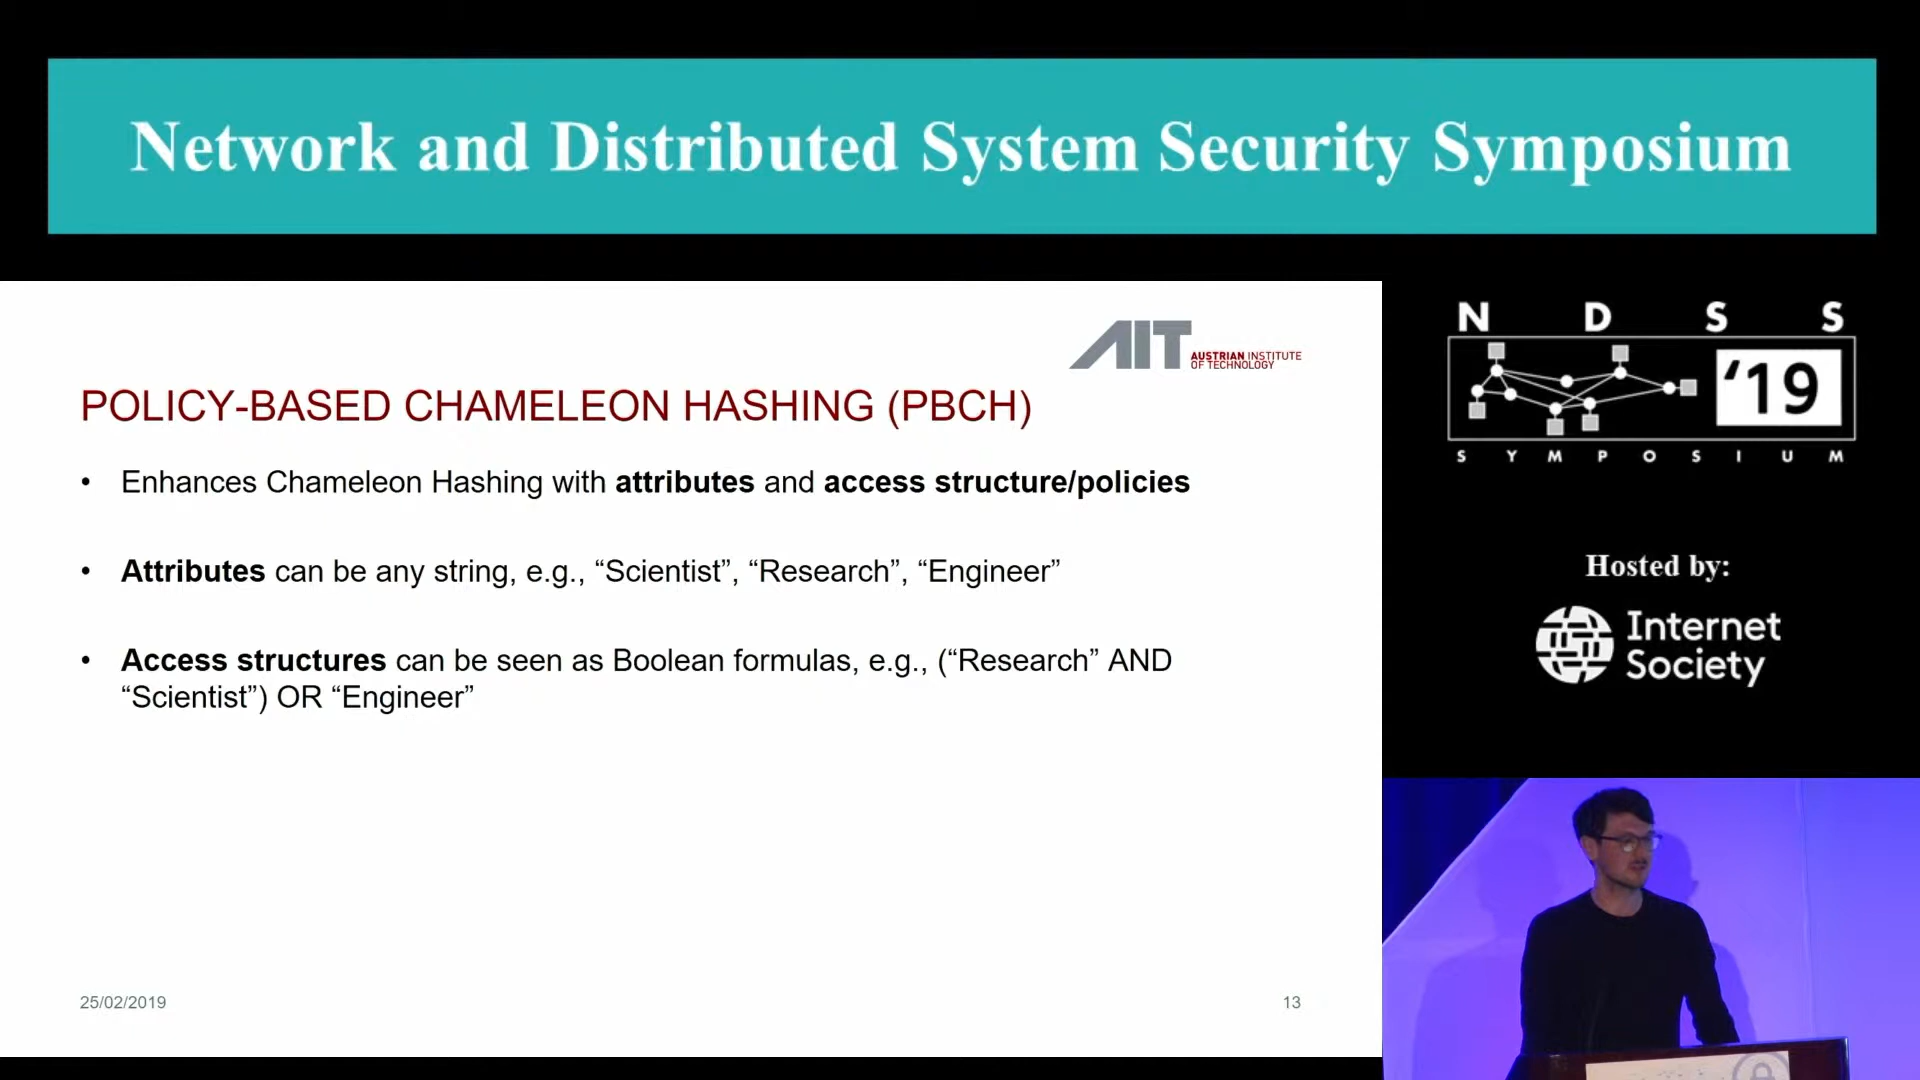 Network and Distributed System Security Symposium
AIT
AUSTRIAN INSTITUTE
OF TECHNOLOGY
POLICY-BASED CHAMELEON HASHING (PBCH)
• Enhances Chameleon Hashing with attributes and access structure/policies
• Attributes can be any string, e.g., “Scientist”, “Research”, “Engineer”
• Access structures can be seen as Boolean formulas, e.g., (“Research” AND
“Scientist”) OR “Engineer”
25/02/2019
13
N D S S
‘19
S Y M P O S I U M
Hosted by:
Internet
Society